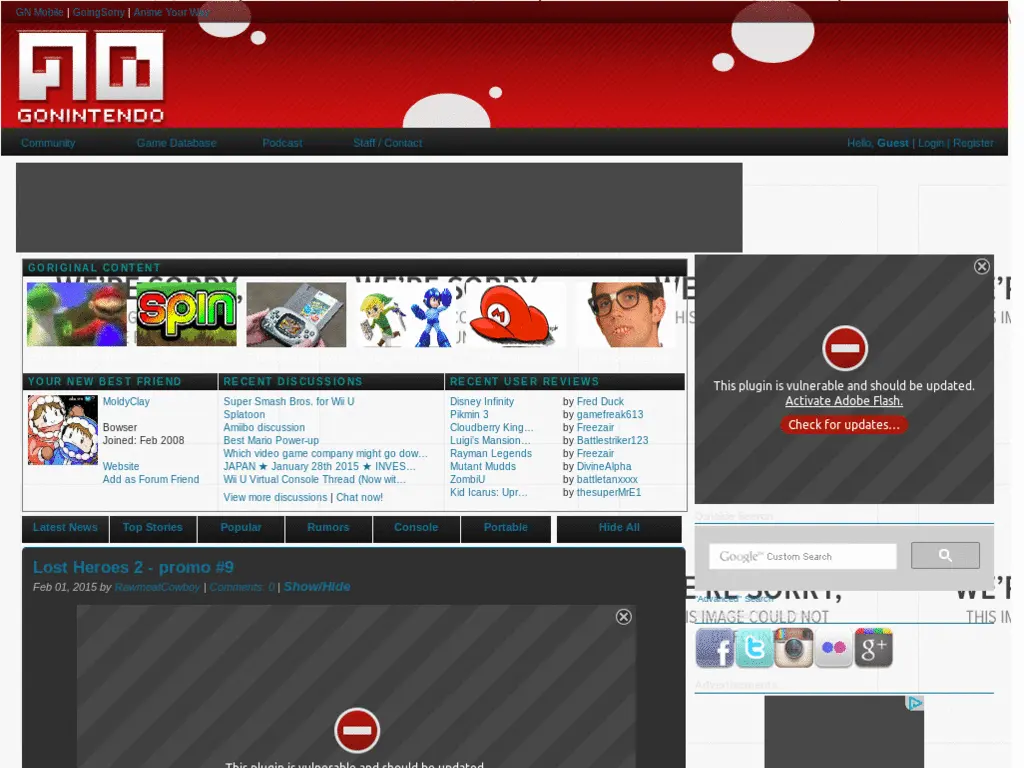 GN Mobile | GoingSony | Anime Your Way
GONINTENDO
Community Game Database Podcast Staff / Contact Hello, Guest | Login | Register
GORIGINAL CONTENT
WE'RE SORRY,
spin
YOUR NEW BEST FRIEND
MoldyClay
Bowser
Joined: Feb 2008
Website
Add as Forum Friend
RECENT DISCUSSIONS
Super Smash Bros. for Wii U
Splatoon
Amiibo discussion
Best Mario Power-up
Which video game company might go dow...
JAPAN ★ January 28th 2015 ★ INVES...
Wii U Virtual Console Thread (Now wit...
View more discussions | Chat now!
RECENT USER REVIEWS
Disney Infinity by Fred Duck
Pikmin 3 by gamefreak613
Cloudberry King... by Freezair
Luigi's Mansion... by Battlestriker123
Rayman Legends by Freezair
Mutant Mudds by DivineAlpha
ZombiU by battletanxxxx
Kid Icarus: Upr... by thesuperMrE1
This plugin is vulnerable and should be updated.
Activate Adobe Flash.
Check for updates...
Latest News Top Stories Popular Rumors Console Portable Hide All
Lost Heroes 2 - promo #9
Feb 01, 2015 by RawmeatCowboy | Comments: 0 | Show/Hide
This plugin is vulnerable and should be updated.
Google™ Custom Search
"Advanced" Search
E'RE SORRY,
IS IMAGE COULD NOT
WE'
THIS IM
f
t
g+
Advertisements